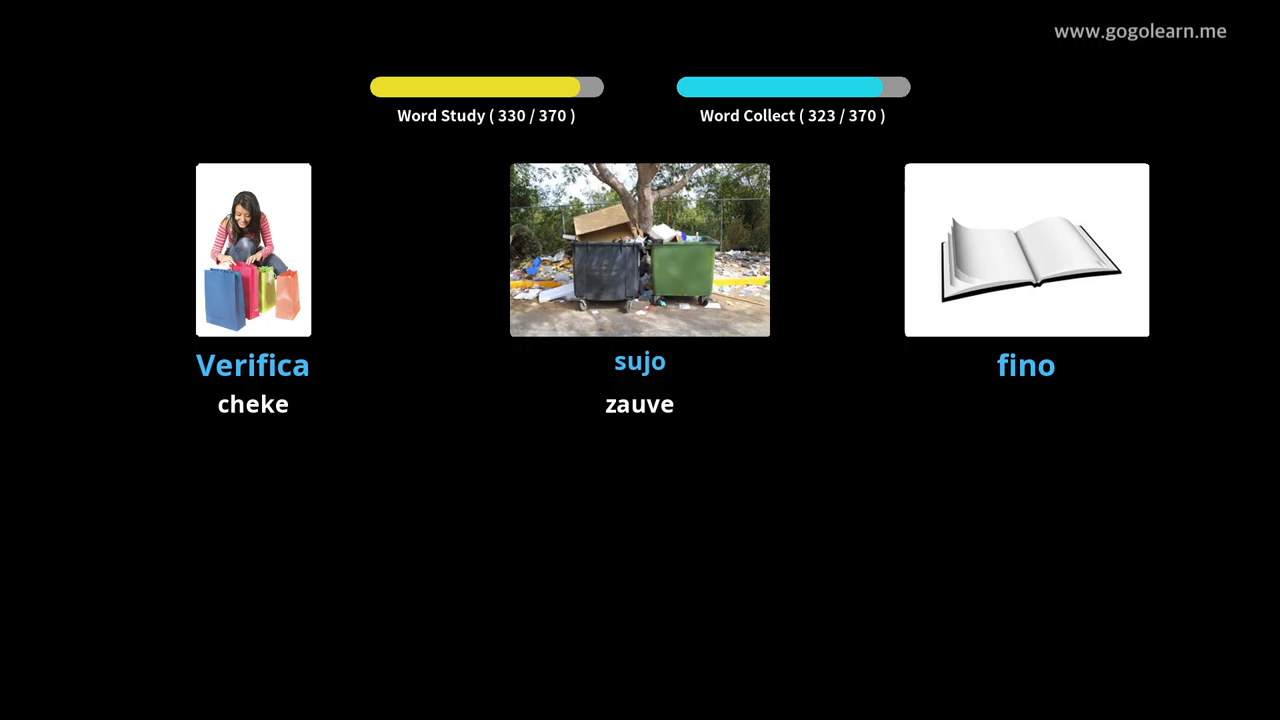 www.gogolearn.me
Word Study ( 330 / 370 )
Word Collect ( 323 / 370 )
Verifica
sujo
fino
cheke
zauve